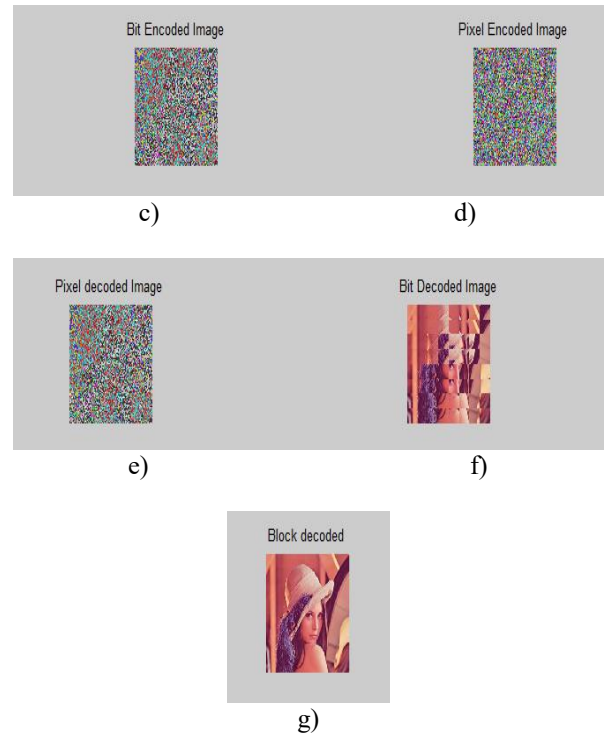 Bit Encoded Image
Pixel Encoded Image
c)
d)
Pixel decoded Image
Bit Decoded Image
e)
f)
Block decoded
g)